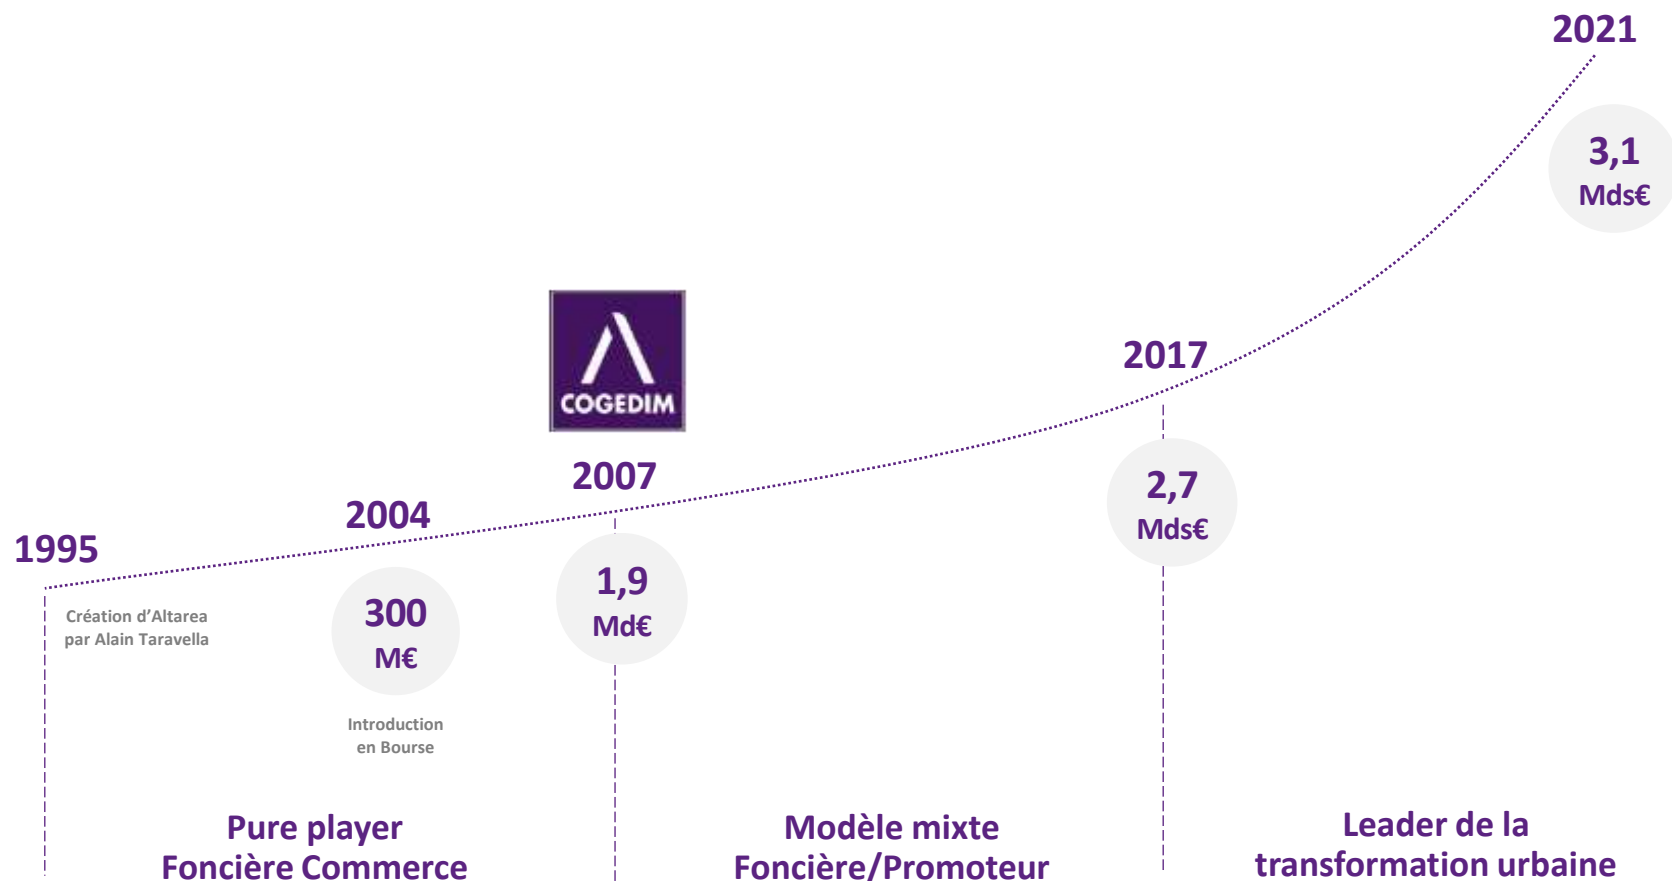 2021
3,1
Mds€
COGEDIM
2017
2,7
Mds€
2007
1,9
Md€
2004
300
M€
Introduction
en Bourse
1995
Création d’Altarea
par Alain Taravella
Pure player
Foncière Commerce
Modèle mixte
Foncière/Promoteur
Leader de la
transformation urbaine